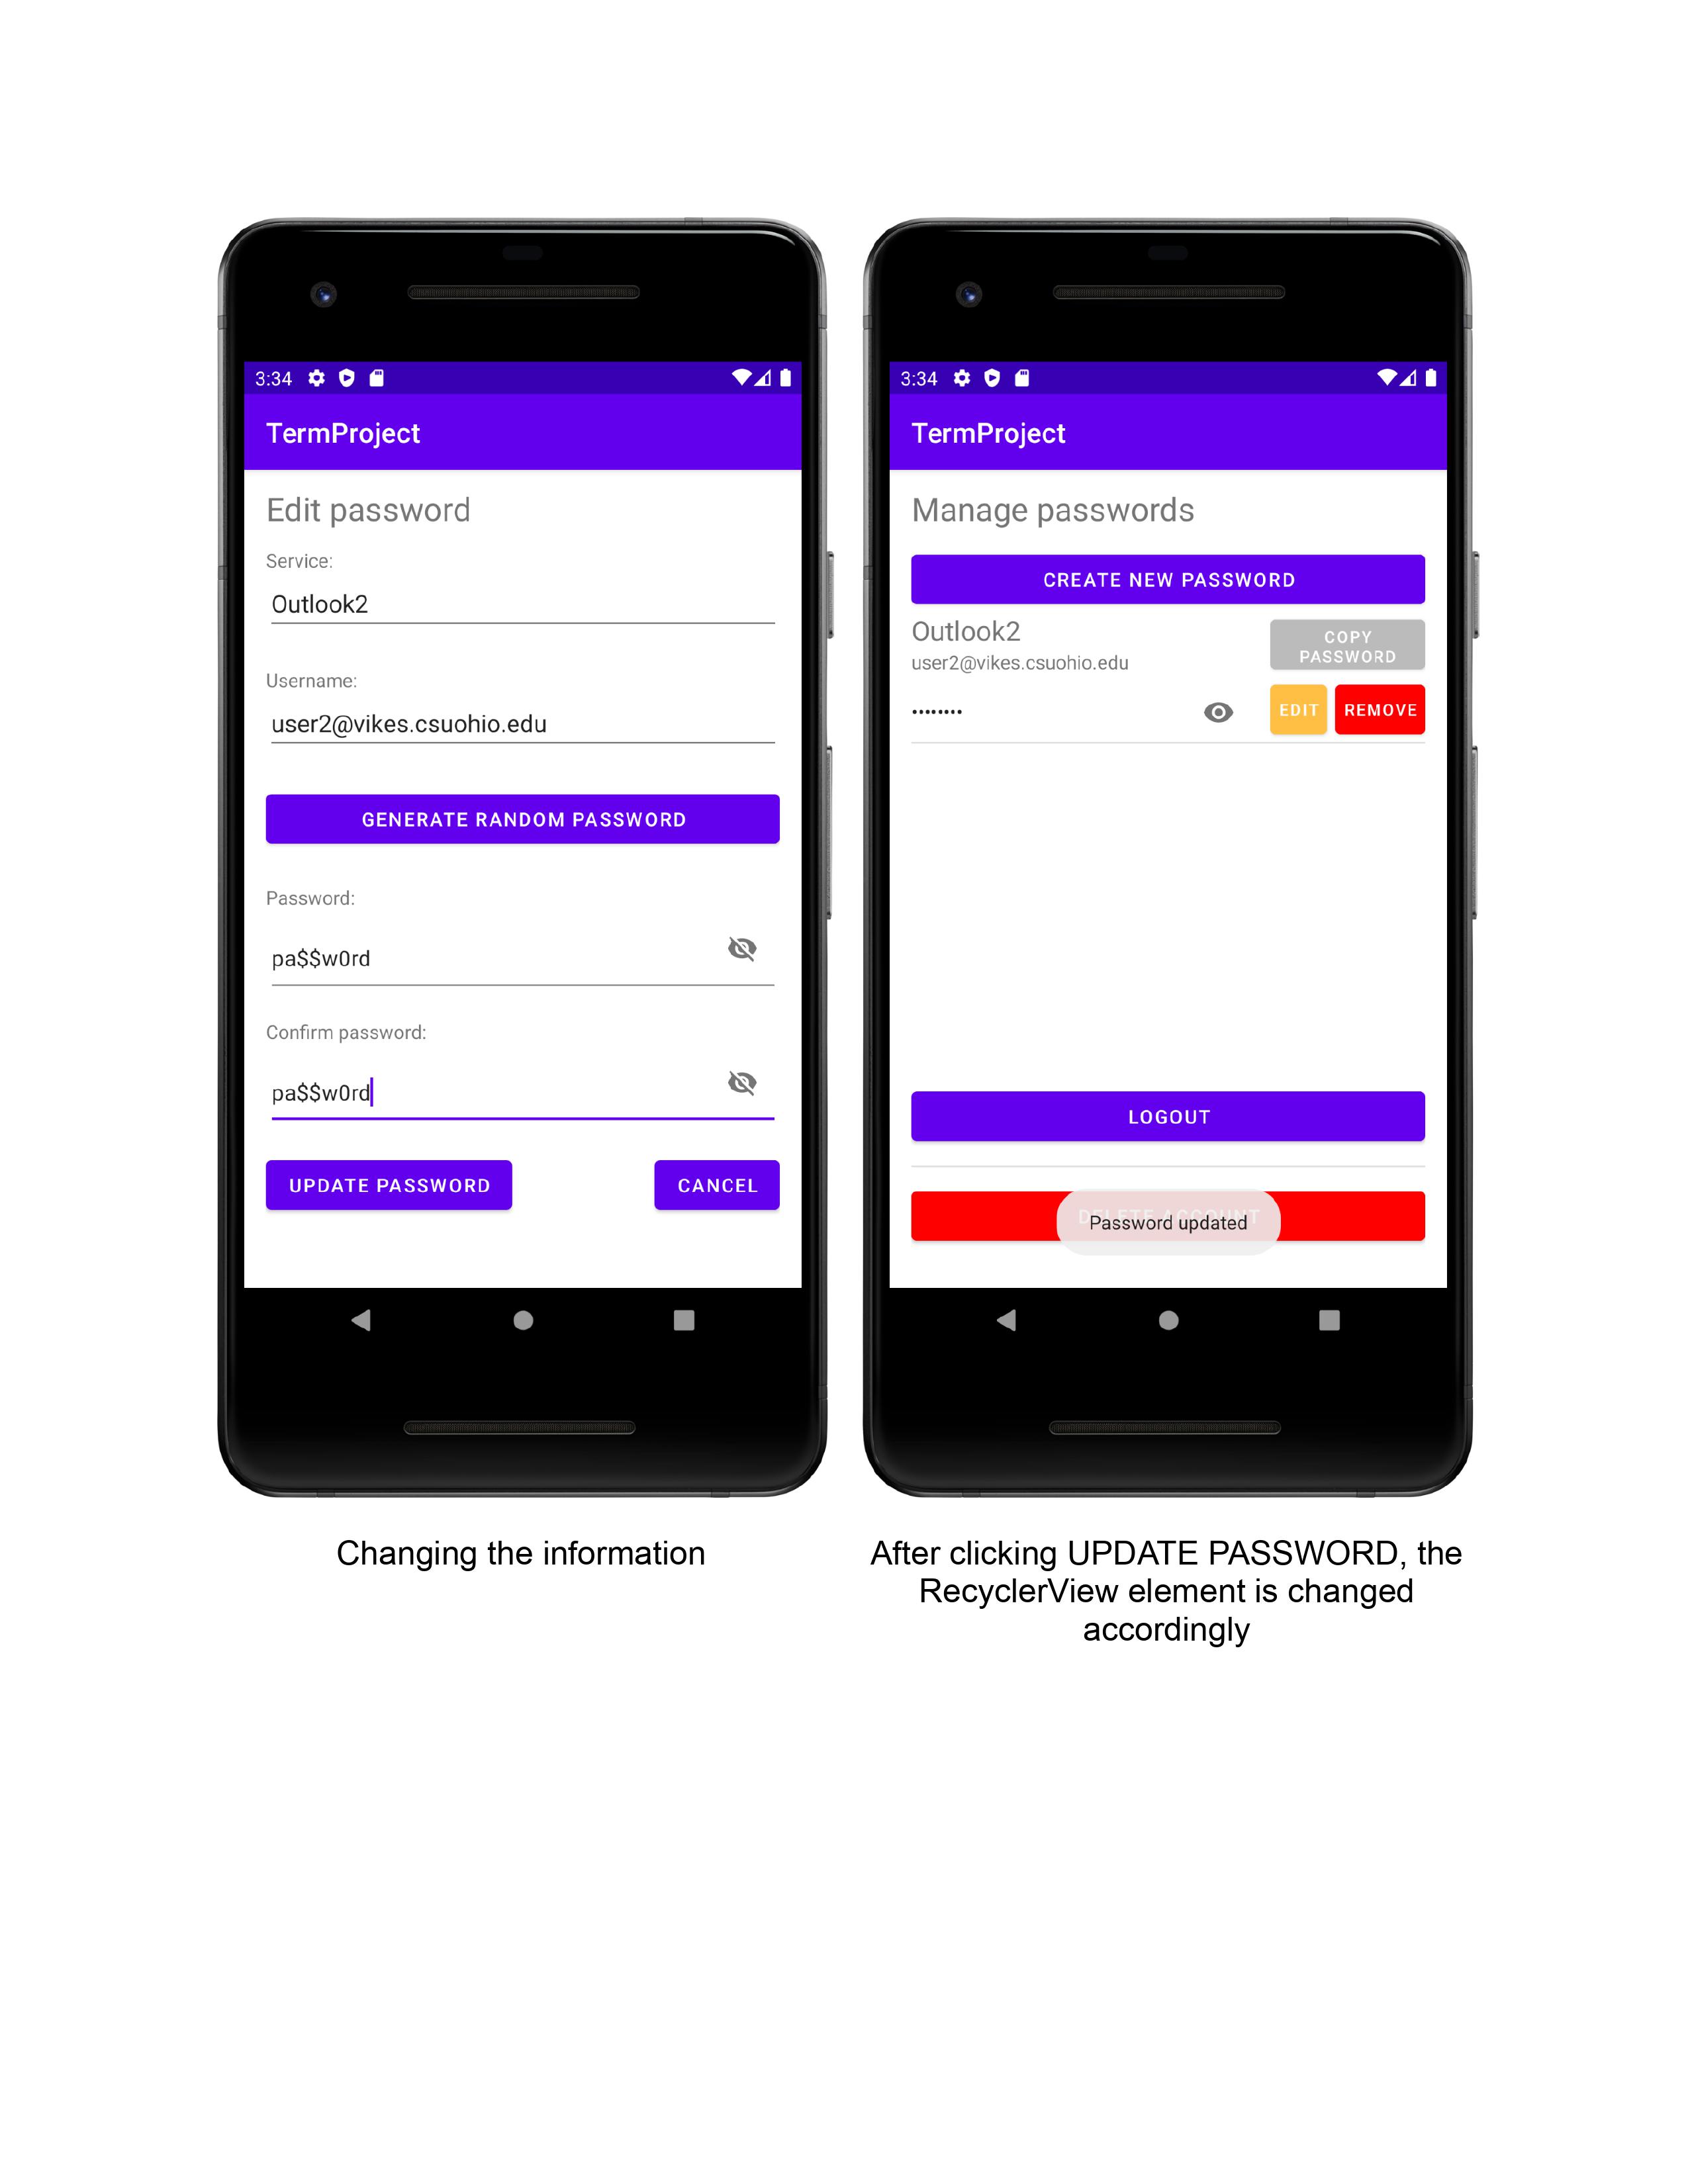 3:34
TermProject
Edit password
Service:
Outlook2
Username:
user2@vikes.csuohio.edu
GENERATE RANDOM PASSWORD
Password:
pa$$w0rd
Confirm password:
pa$$w0rd
UPDATE PASSWORD
CANCEL
Changing the information
3:34
TermProject
Manage passwords
CREATE NEW PASSWORD
Outlook2
COPY
PASSWORD
user2@vikes.csuohio.edu
••••••••
EDIT
REMOVE
LOGOUT
DELETE ACCOUNT
Password updated
After clicking UPDATE PASSWORD, the
RecyclerView element is changed
accordingly